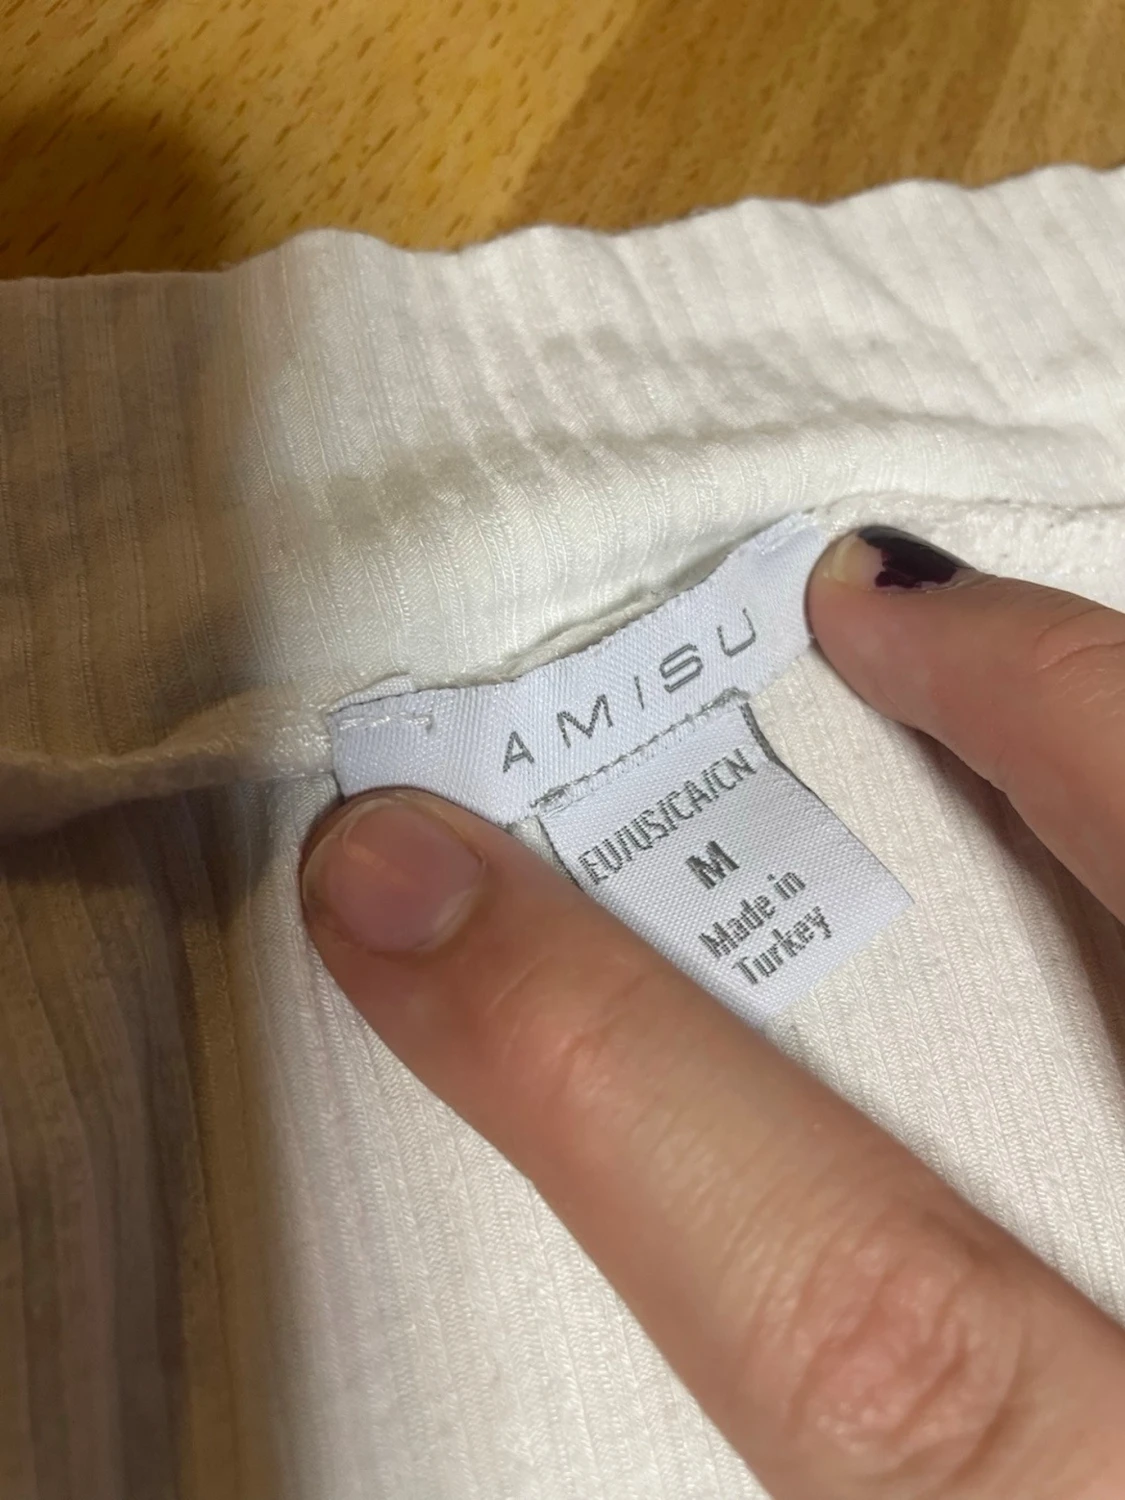 AMISU
EU/US/CA/CN
M
Made in
Turkey